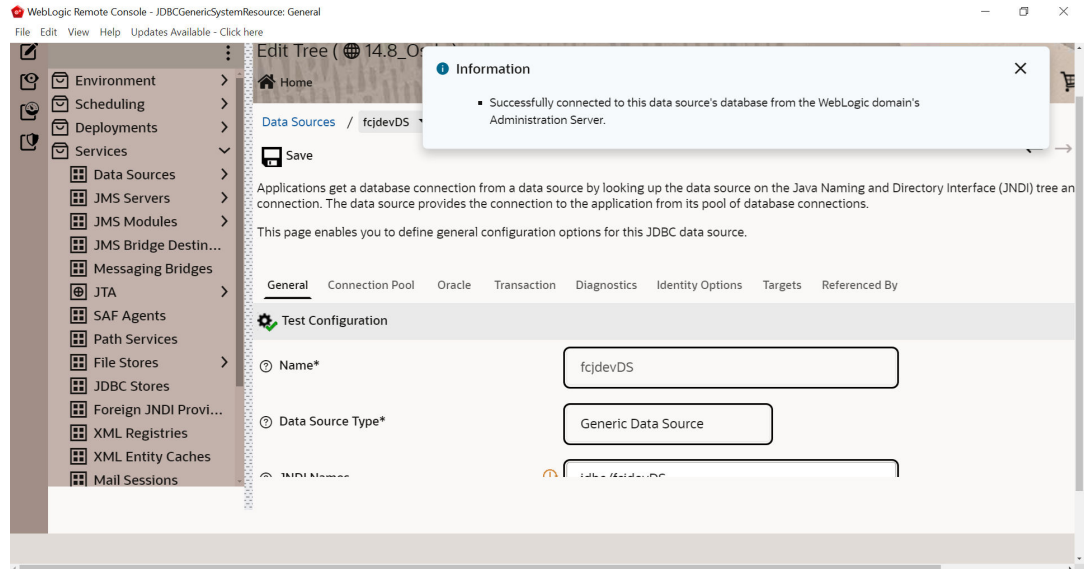 WebLogic Remote Console - JDBCGenericSystemResource: General
File Edit View Help Updates Available - Click here
Edit Tree ( 14.8_O
Home
Information
Successfully connected to this data source's database from the WebLogic domain's
Administration Server.
Environment
Scheduling
Deployments
Services
Data Sources
JMS Servers
JMS Modules
JMS Bridge Destin...
Messaging Bridges
JTA
SAF Agents
Path Services
File Stores
JDBC Stores
Foreign JNDI Provi...
XML Registries
XML Entity Caches
Mail Sessions
Data Sources / fcjdevDS
Save
Applications get a database connection from a data source by looking up the data source on the Java Naming and Directory Interface (JNDI) tree an
connection. The data source provides the connection to the application from its pool of database connections.
This page enables you to define general configuration options for this JDBC data source.
General Connection Pool Oracle Transaction Diagnostics Identity Options Targets Referenced By
Test Configuration
Name* fcjdevDS
Data Source Type* Generic Data Source
JNDI Names jdbc/fcjdevDS